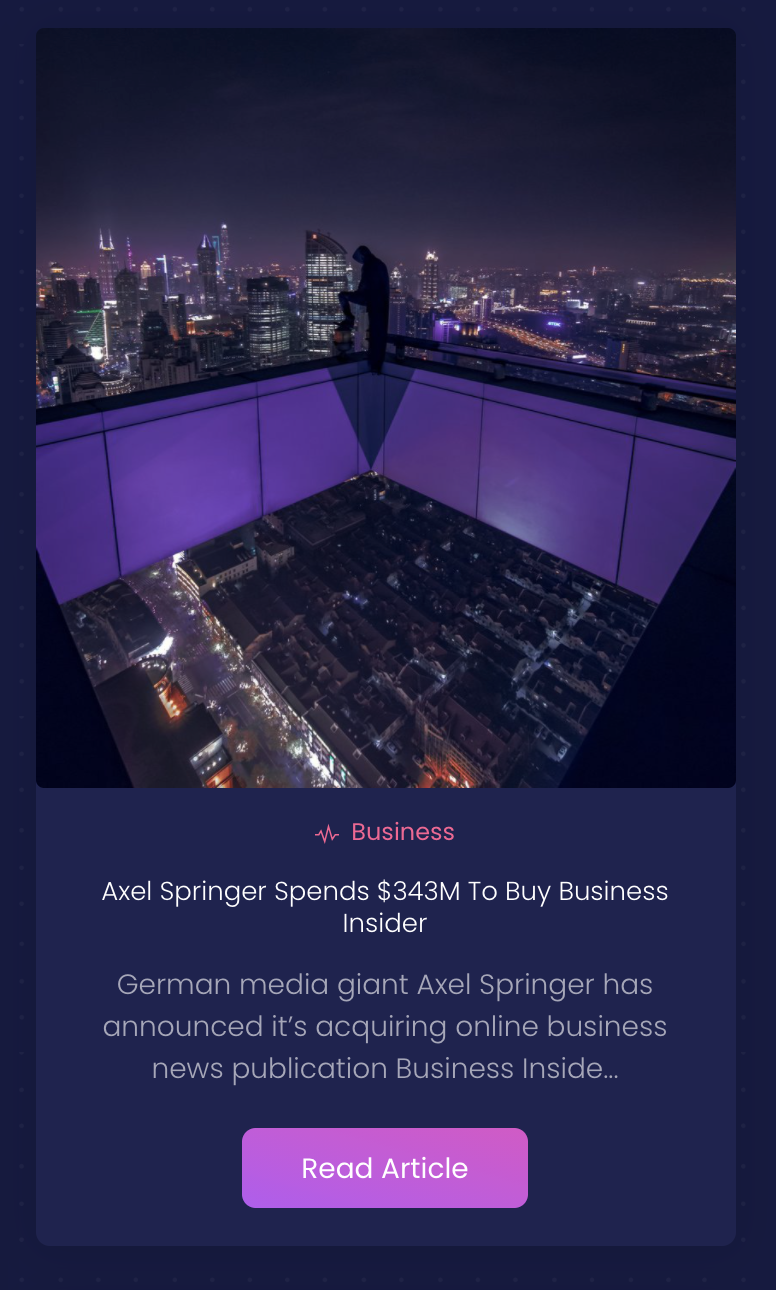 Business
Axel Springer Spends $343M To Buy Business
Insider
German media giant Axel Springer has
announced it’s acquiring online business
news publication Business Inside...
Read Article